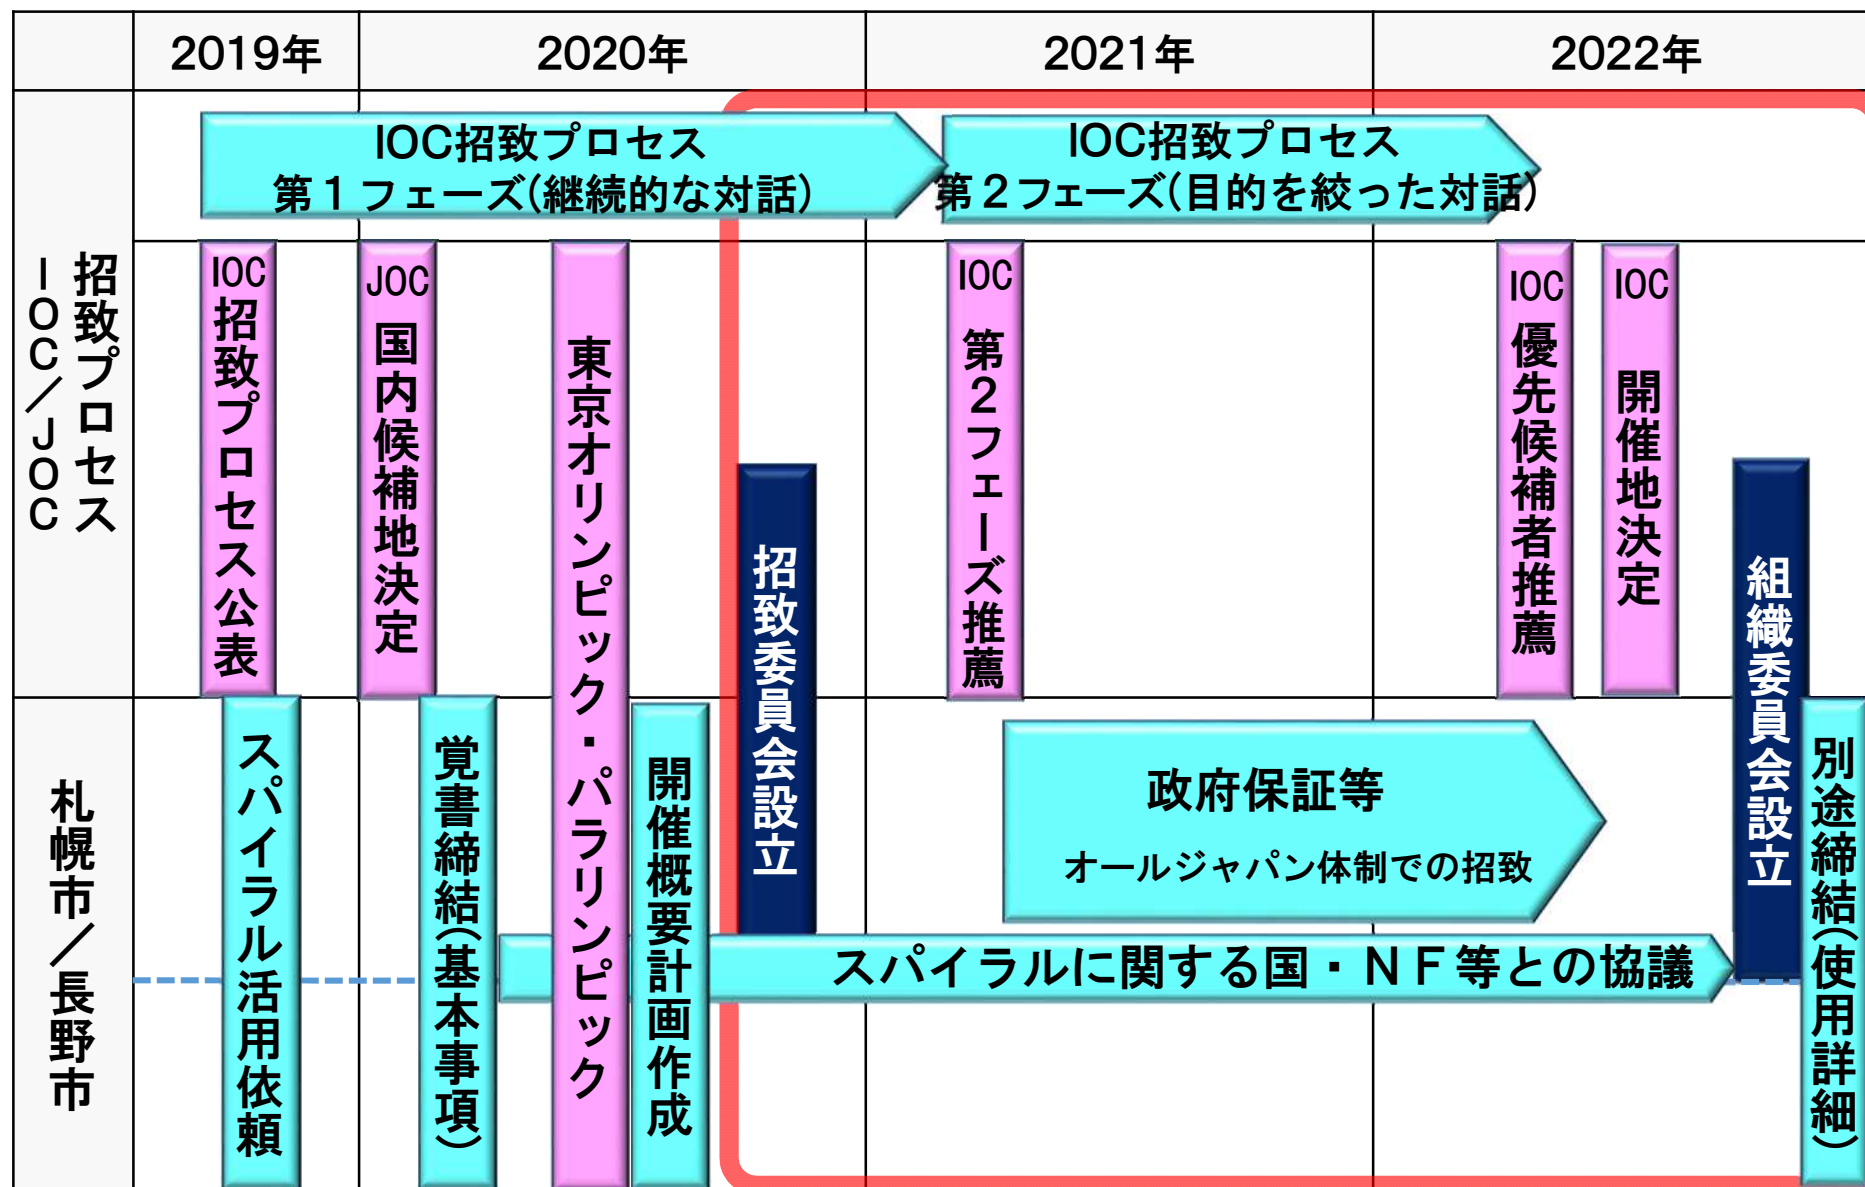 2019年
2020年
2021年
2022年
招致プロセス
IOC/JOC
IOC招致プロセス
第1フェーズ(継続的な対話)
IOC招致プロセス
第2フェーズ(目的を絞った対話)
IOC
招致プロセス公表
JOC
国内候補地決定
東京オリンピック・パラリンピック
招致委員会設立
IOC
第2フェーズ推薦
IOC
優先候補者推薦
IOC
開催地決定
組織委員会設立
札幌市/長野市
スパイラル活用依頼
覚書締結(基本事項)
開催概要計画作成
政府保証等
オールジャパン体制での招致
スパイラルに関する国・NF等との協議
別途締結(使用詳細)